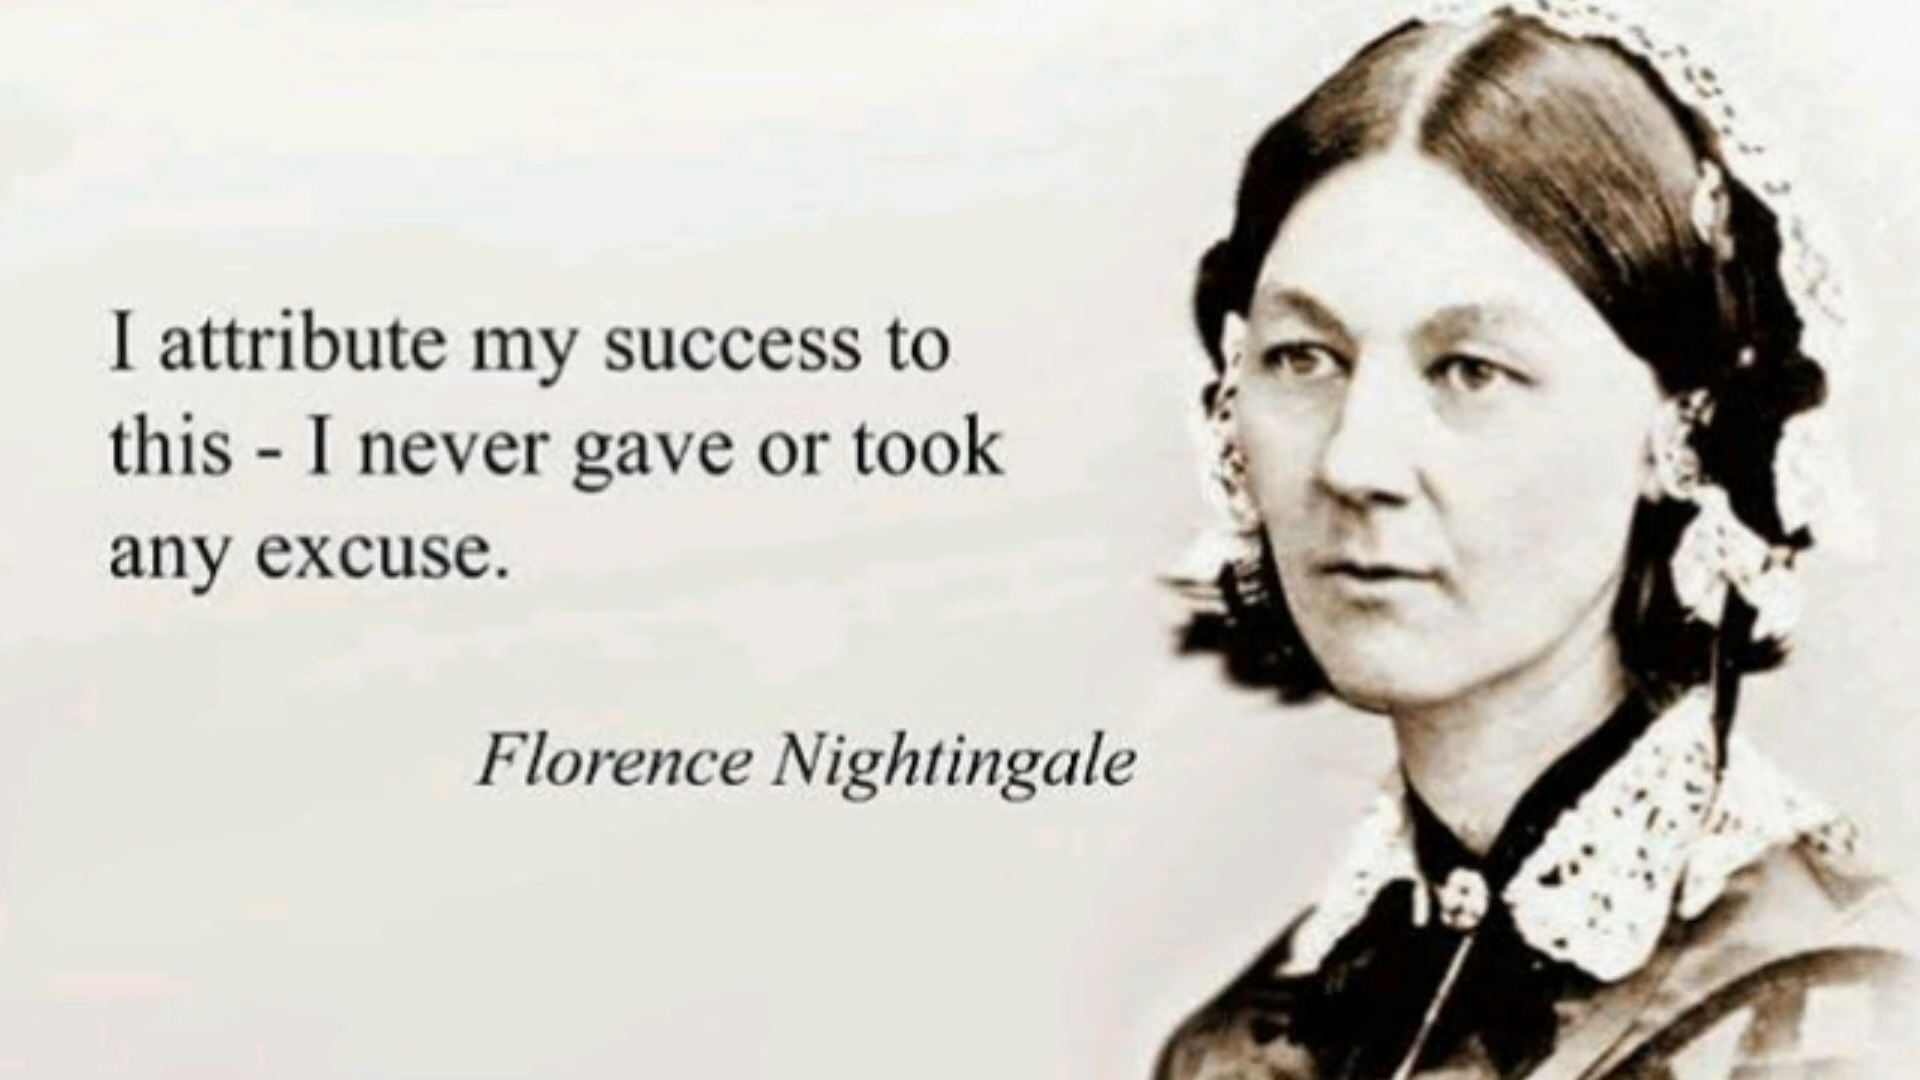 I attribute my success to
this - I never gave or took
any excuse.
Florence Nightingale